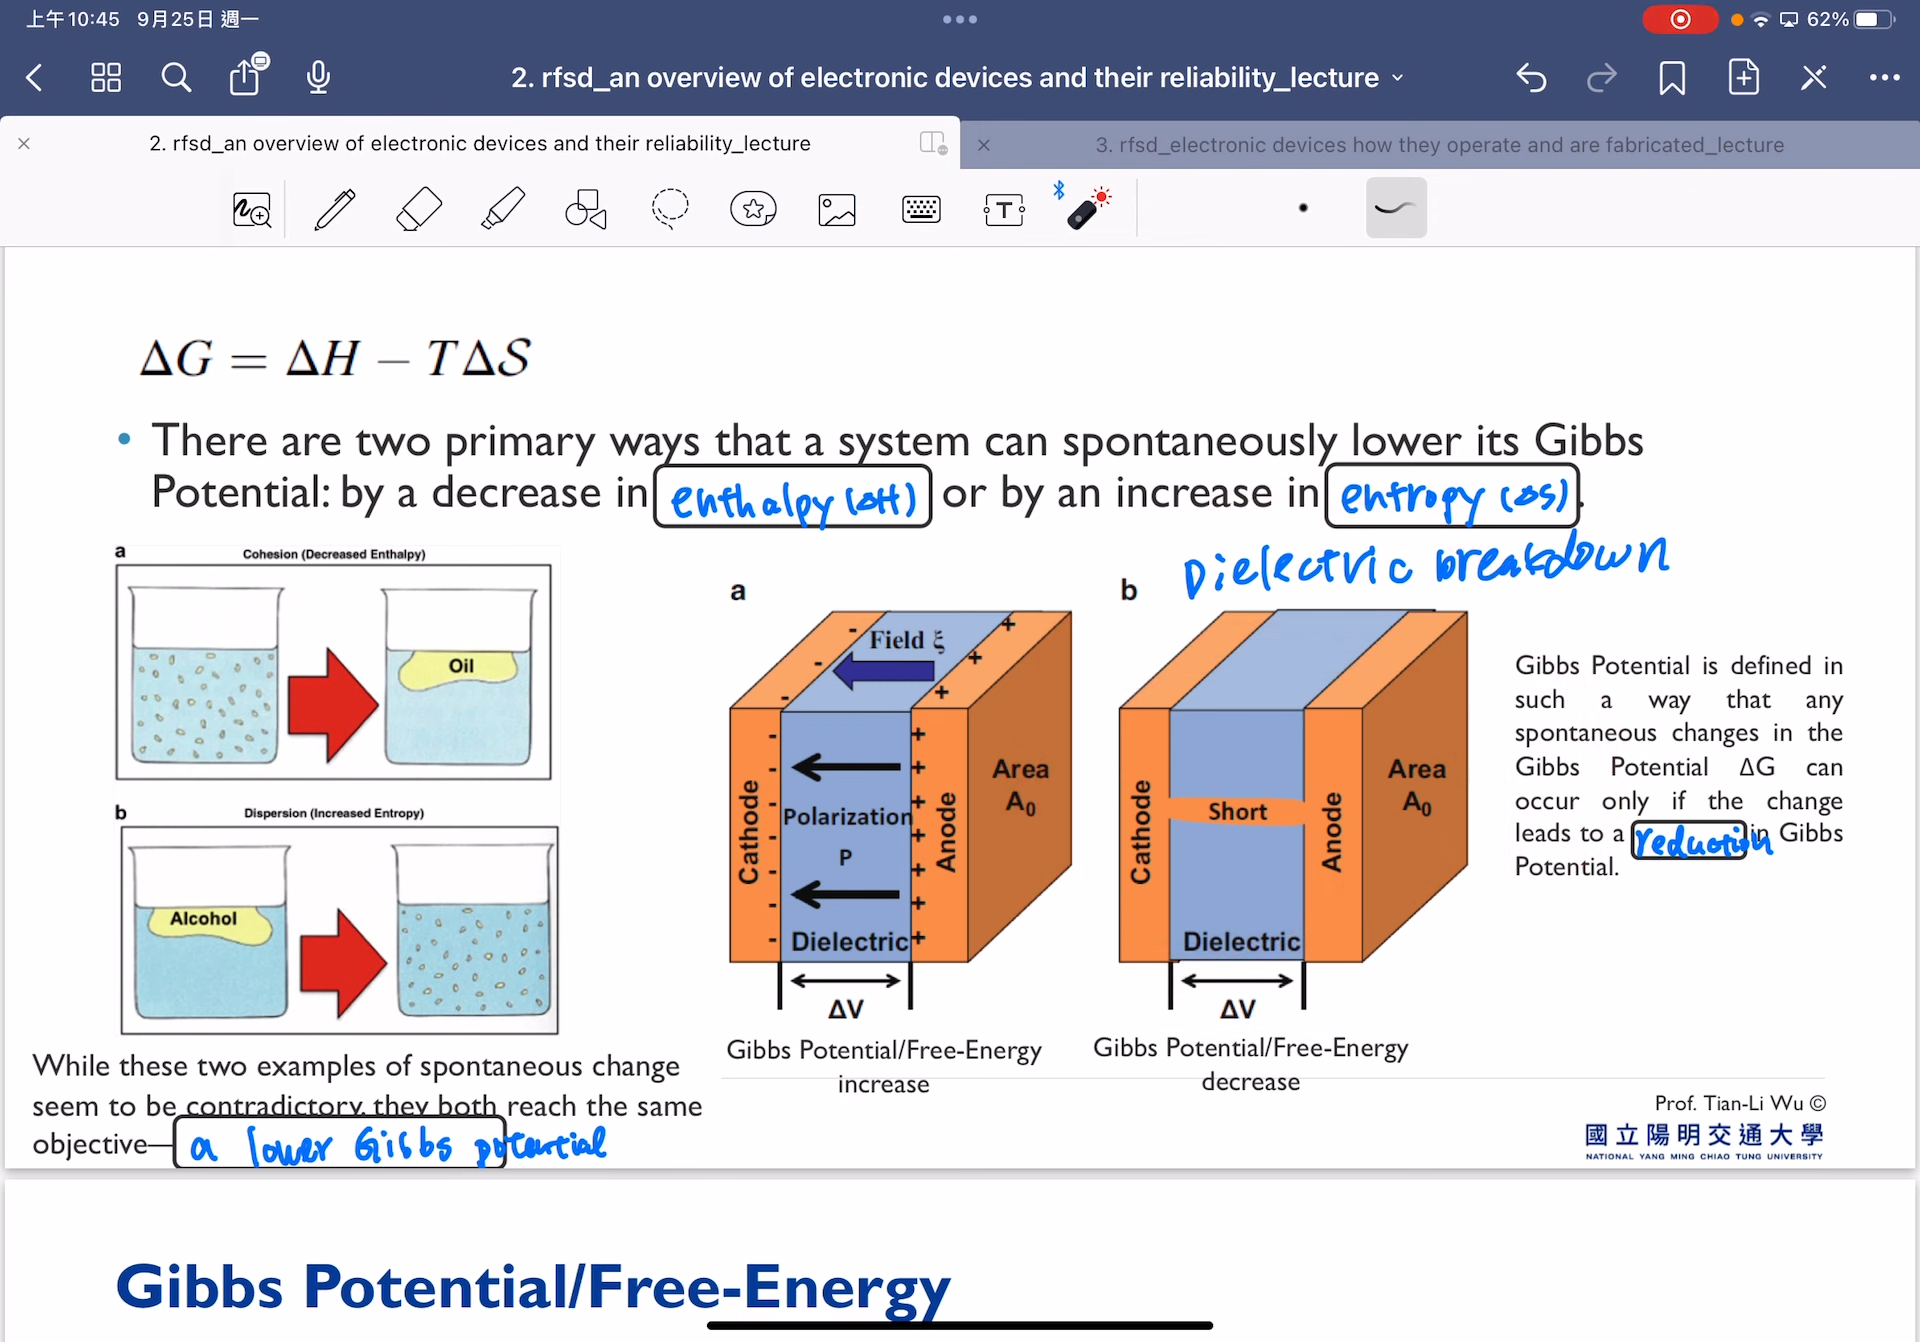 上午10:45 9月25日 週一
62%
2. rfsd_an overview of electronic devices and their reliability_lecture
2. rfsd_an overview of electronic devices and their reliability_lecture
3. rfsd_electronic devices how they operate and are fabricated_lecture
T
ΔG = ΔH − TΔS
• There are two primary ways that a system can spontaneously lower its Gibbs
Potential: by a decrease in enthalpy (ΔH) or by an increase in entropy (ΔS).
Dielectric breakdown
a
Cohesion (Decreased Enthalpy)
Oil
b
Dispersion (Increased Entropy)
Alcohol
While these two examples of spontaneous change
seem to be contradictory, they both reach the same
objective— a lower Gibbs potential
a
Field ξ
Cathode
Polarization
P
Anode
Area
A₀
Dielectric
ΔV
Gibbs Potential/Free-Energy
increase
b
Cathode
Short
Anode
Area
A₀
Dielectric
ΔV
Gibbs Potential/Free-Energy
decrease
Gibbs Potential is defined in
such a way that any
spontaneous changes in the
Gibbs Potential ΔG can
occur only if the change
leads to a reduction in Gibbs
Potential.
Prof. Tian-Li Wu ©
國立陽明交通大學
NATIONAL YANG MING CHIAO TUNG UNIVERSITY
Gibbs Potential/Free-Energy